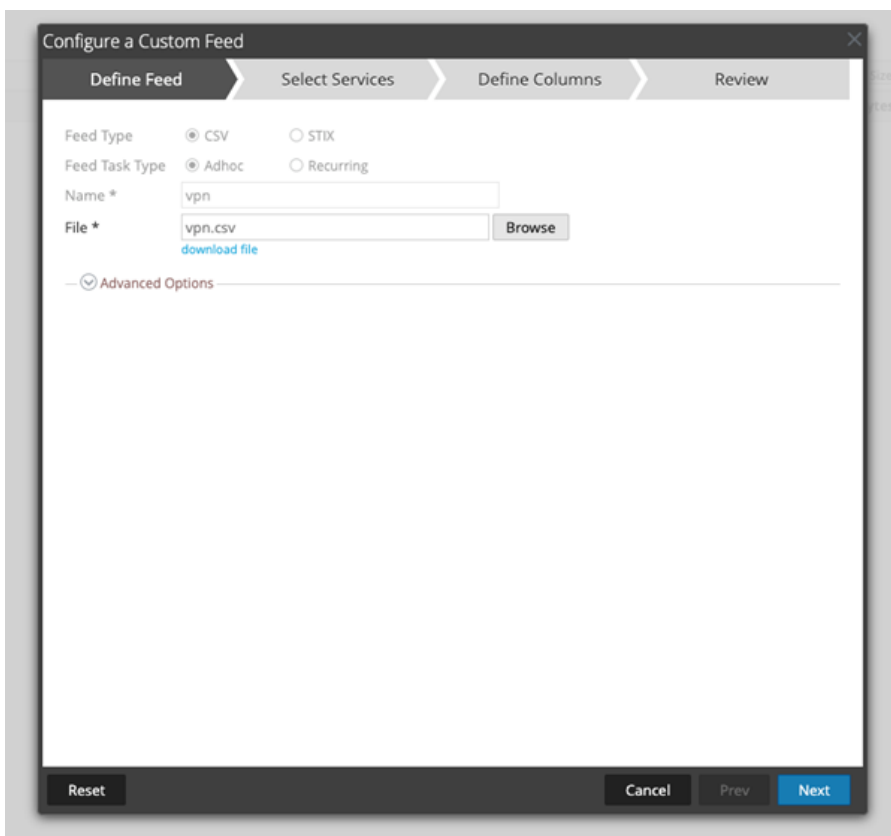 Configure a Custom Feed
Define Feed
Select Services
Define Columns
Review
Feed Type CSV STIX
Feed Task Type Adhoc Recurring
Name * vpn
File * vpn.csv Browse
download file
Advanced Options
Reset Cancel Prev Next